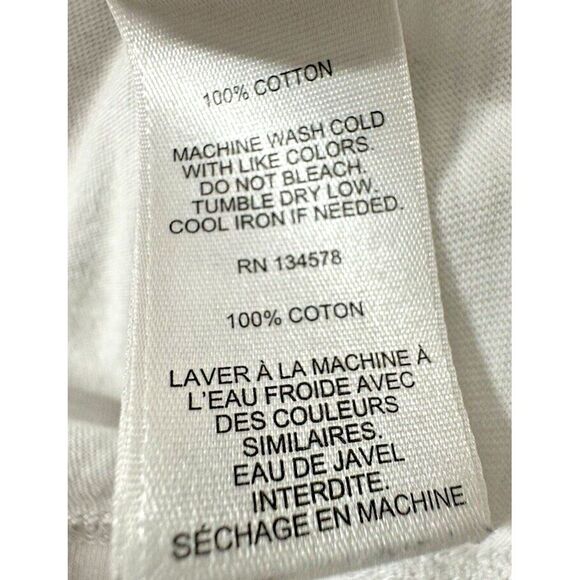 100% COTTON
MACHINE WASH COLD
WITH LIKE COLORS.
DO NOT BLEACH.
TUMBLE DRY LOW.
COOL IRON IF NEEDED.
RN 134578
100% COTON
LAVER À LA MACHINE À
L'EAU FROIDE AVEC
DES COULEURS
SIMILAIRES.
EAU DE JAVEL
INTERDITE.
SÉCHAGE EN MACHINE